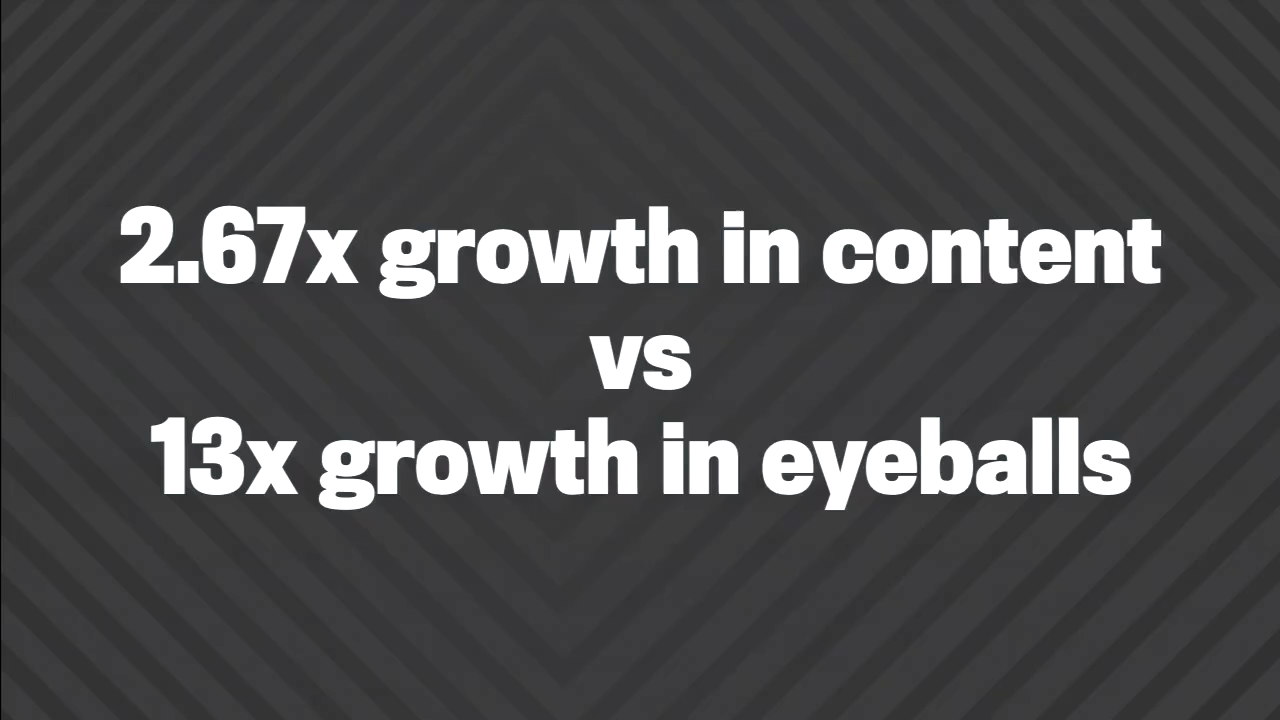 2.67x growth in content
vs
13x growth in eyeballs